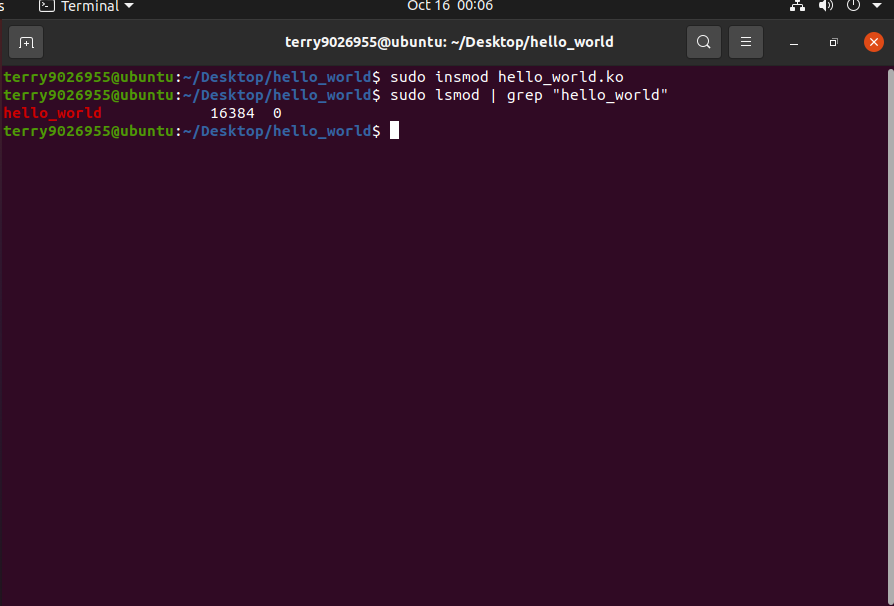 s Terminal Oct 16 00:06
terry9026955@ubuntu: ~/Desktop/hello_world
terry9026955@ubuntu:~/Desktop/hello_world$ sudo insmod hello_world.ko
terry9026955@ubuntu:~/Desktop/hello_world$ sudo lsmod | grep "hello_world"
hello_world            16384  0
terry9026955@ubuntu:~/Desktop/hello_world$